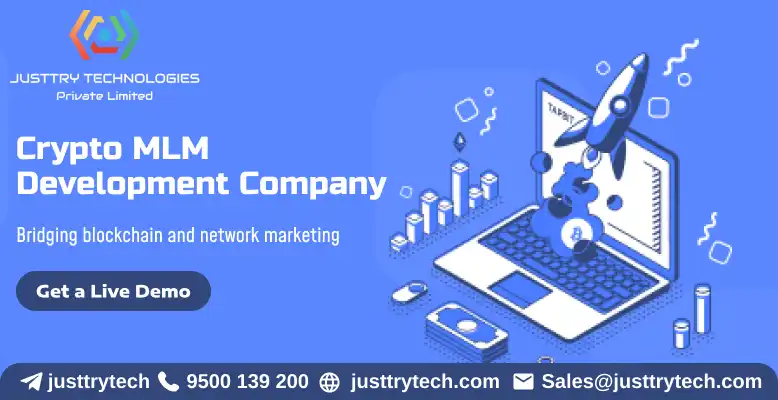 JUSTTRY TECHNOLOGIES
Private Limited
Crypto MLM
Development Company
Bridging blockchain and network marketing
Get a Live Demo
TAPBIT
justtrytech 9500 139 200 justtrytech.com Sales@justtrytech.com